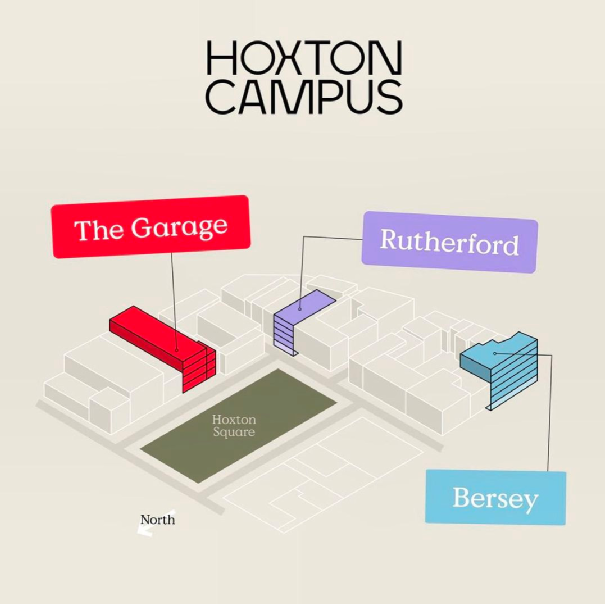 HOXTON
CAMPUS
The Garage
Rutherford
Hoxton
Square
Bersey
North